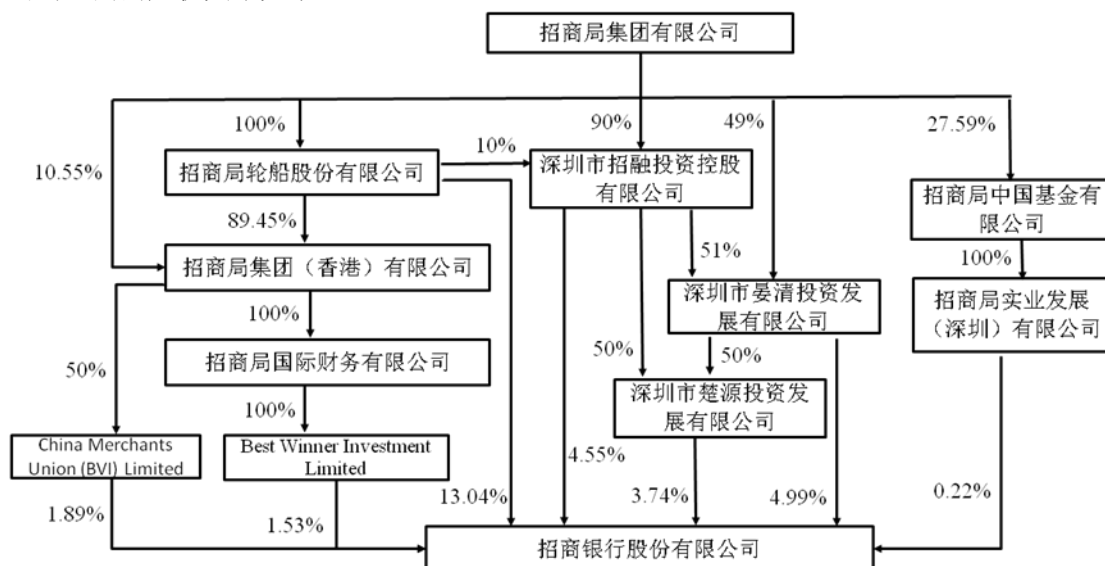 招商局集团有限公司
100%
90%
49%
27.59%
10.55%
招商局轮船股份有限公司
10%
深圳市招融投资控股
有限公司
招商局中国基金有
限公司
89.45%
51%
100%
招商局集团（香港）有限公司
深圳市晏清投资发
展有限公司
招商局实业发展
（深圳）有限公司
100%
50%
招商局国际财务有限公司
50%
50%
深圳市楚源投资发
展有限公司
100%
China Merchants
Union (BVI) Limited
Best Winner Investment
Limited
4.55%
1.89%
1.53%
13.04%
3.74%
4.99%
0.22%
招商银行股份有限公司